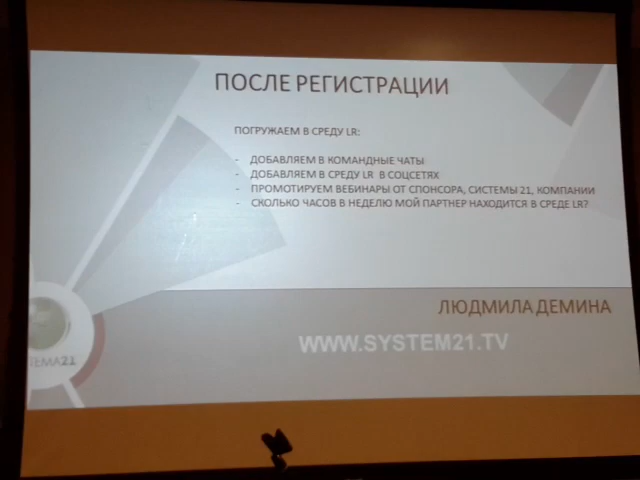 ПОСЛЕ РЕГИСТРАЦИИ
ПОГРУЖАЕМ В СРЕДУ LR:
- ДОБАВЛЯЕМ В КОМАНДНЫЕ ЧАТЫ
- ДОБАВЛЯЕМ В СРЕДУ LR В СОЦСЕТЯХ
- ПРОМОТИРУЕМ ВЕБИНАРЫ ОТ СПОНСОРА, СИСТЕМЫ 21, КОМПАНИИ
- СКОЛЬКО ЧАСОВ В НЕДЕЛЮ МОЙ ПАРТНЕР НАХОДИТСЯ В СРЕДЕ LR?
ЛЮДМИЛА ДЕМИНА
WWW.SYSTEM21.TV
ТЕМА21